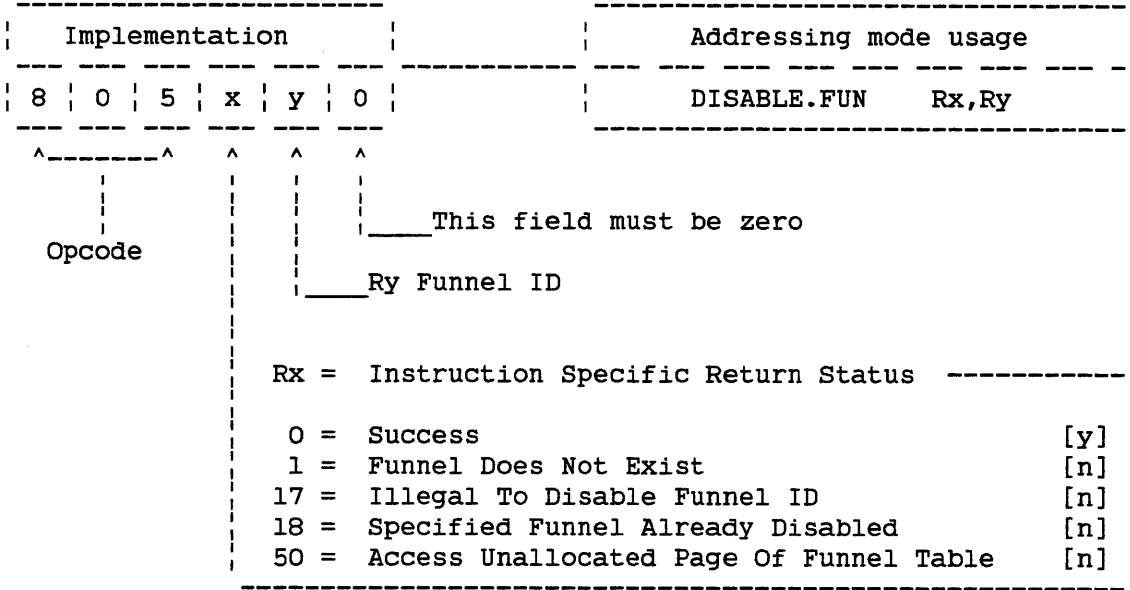 Implementation Addressing mode usage
8 0 5 x y 0 DISABLE.FUN Rx,Ry
This field must be zero
Opcode
Ry Funnel ID
Rx = Instruction Specific Return Status
0 = Success [y]
1 = Funnel Does Not Exist [n]
17 = Illegal To Disable Funnel ID [n]
18 = Specified Funnel Already Disabled [n]
50 = Access Unallocated Page Of Funnel Table [n]